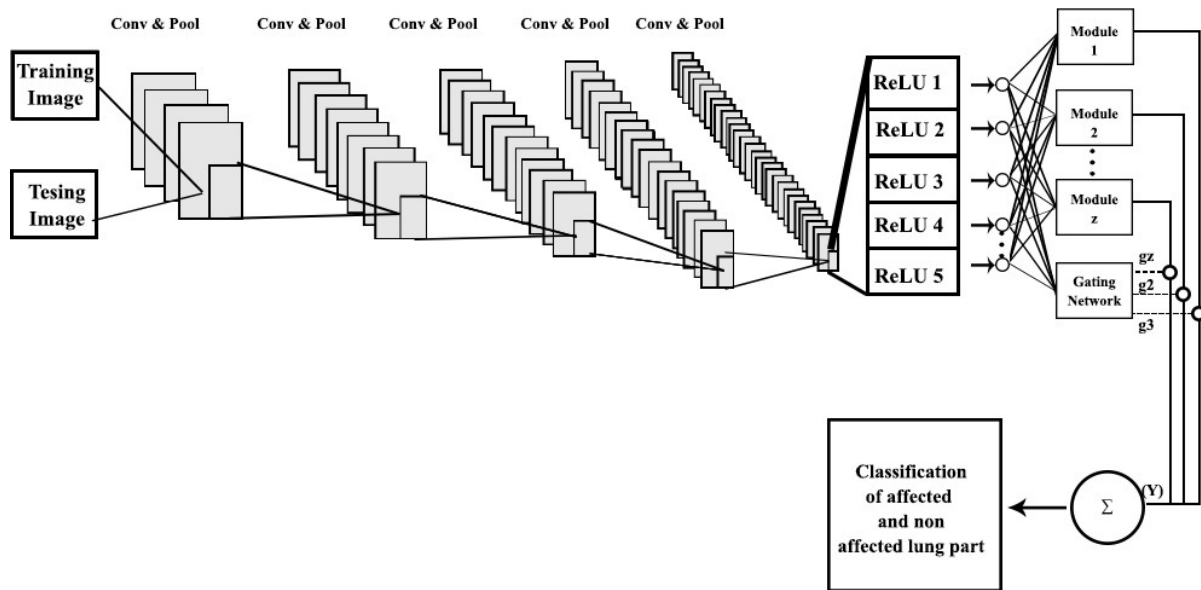 Conv & Pool
Conv & Pool
Conv & Pool
Conv & Pool
Conv & Pool
Training
Image
Tesing
Image
ReLU 1
ReLU 2
ReLU 3
ReLU 4
ReLU 5
Module
1
Module
2
Module
z
Gating
Network
gz
g2
g3
(Y)
Σ
Classification
of affected
and non
affected lung part